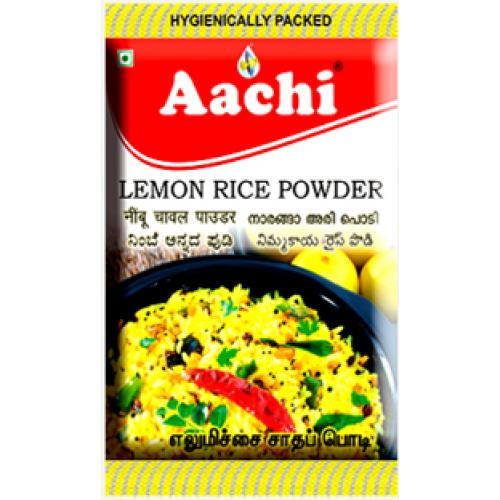 HYGIENICALLY PACKED
Aachi®
LEMON RICE POWDER
नींबू चावल पाउडर നാരങ്ങാ അരി പൊടി
ನಿಂಬೆ ಅನ್ನದ ಪುಡಿ నిమ్మకాయ రైస్ పొడి
எலுமிச்சை சாதப் பொடி